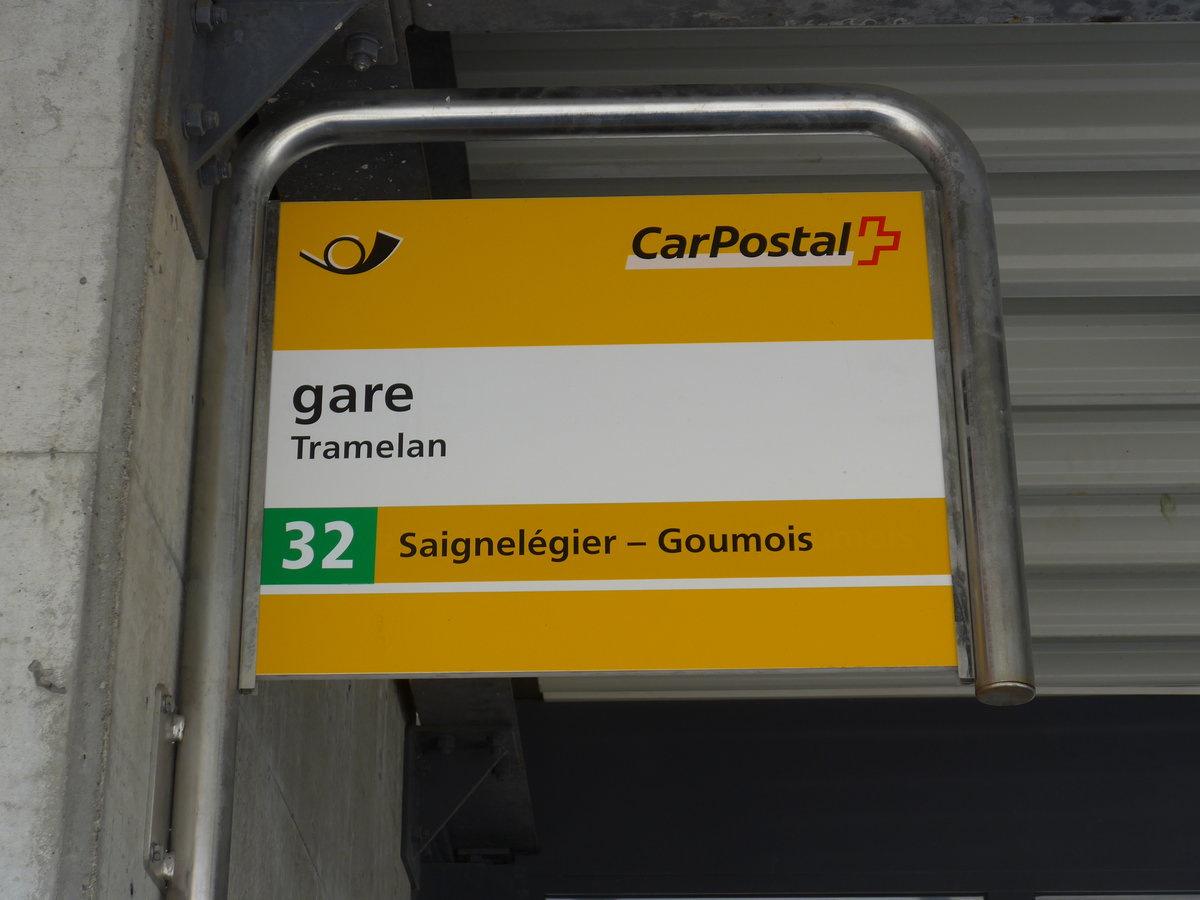 CarPostal
gare
Tramelan
32 Saignelégier – Goumois